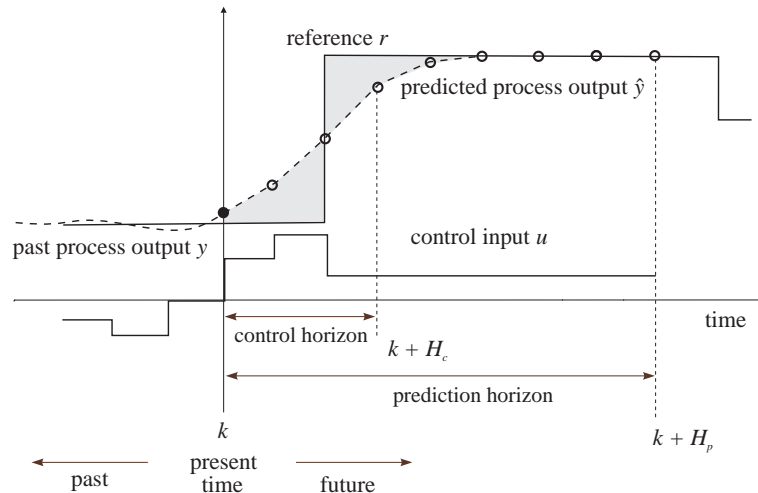 reference r
predicted process output ŷ
past process output y
control input u
time
control horizon
k + H_c
prediction horizon
k
k + H_p
present
time
past
future